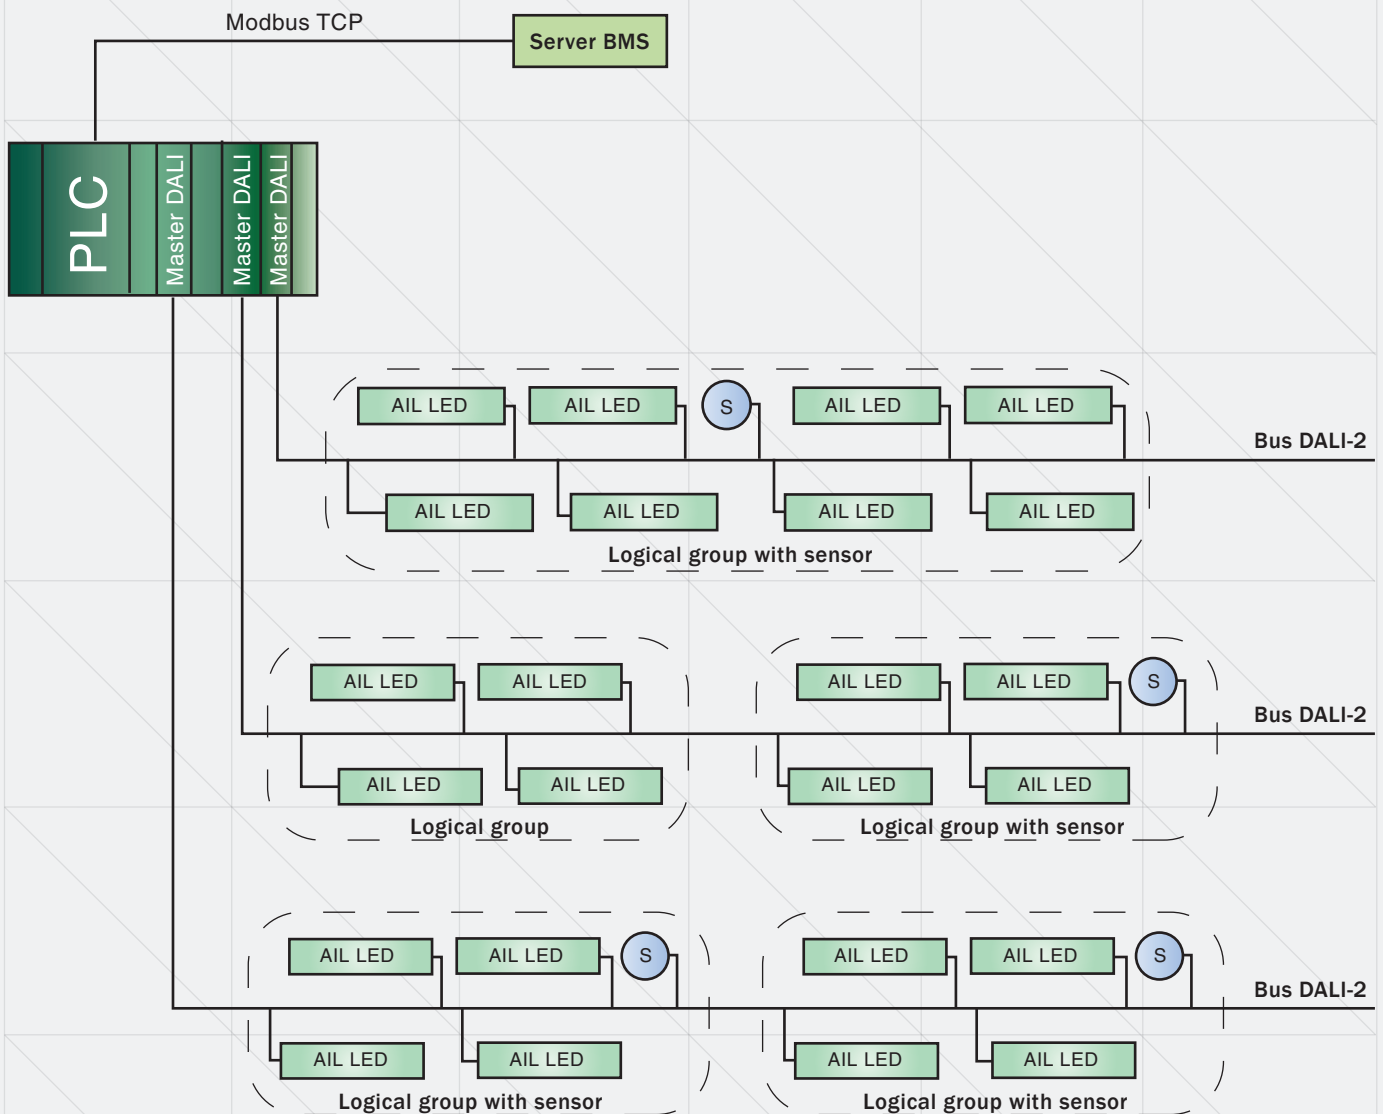 Modbus TCP
Server BMS
PLC
Master DALI
Master DALI
Master DALI
AIL LED
AIL LED
S
AIL LED
AIL LED
Bus DALI-2
AIL LED
AIL LED
AIL LED
AIL LED
Logical group with sensor
AIL LED
AIL LED
AIL LED
AIL LED
S
Bus DALI-2
AIL LED
AIL LED
AIL LED
AIL LED
Logical group
Logical group with sensor
AIL LED
AIL LED
S
AIL LED
AIL LED
S
Bus DALI-2
AIL LED
AIL LED
AIL LED
AIL LED
Logical group with sensor
Logical group with sensor